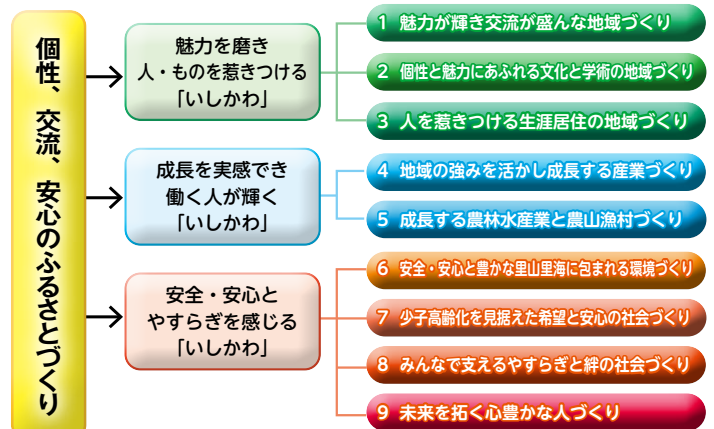 個性、交流、安心のふるさとづくり
魅力を磨き
人・ものを惹きつける
「いしかわ」
1 魅力が輝き交流が盛んな地域づくり
2 個性と魅力にあふれる文化と学術の地域づくり
3 人を惹きつける生涯居住の地域づくり
成長を実感でき
働く人が輝く
「いしかわ」
4 地域の強みを活かし成長する産業づくり
5 成長する農林水産業と農山漁村づくり
安全・安心と
やすらぎを感じる
「いしかわ」
6 安全・安心と豊かな里山里海に包まれる環境づくり
7 少子高齢化を見据えた希望と安心の社会づくり
8 みんなで支えるやすらぎと絆の社会づくり
9 未来を拓く心豊かな人づくり